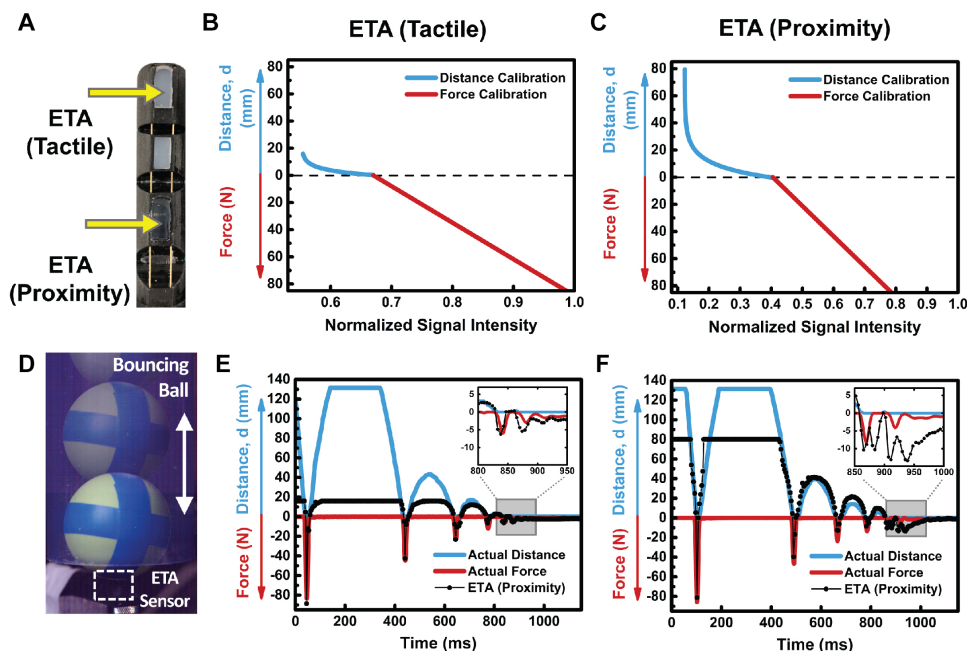 A
ETA
(Tactile)
ETA
(Proximity)
B
ETA (Tactile)
Distance, d
(mm)
Force (N)
80
60
40
20
0
20
40
60
80
Distance Calibration
Force Calibration
0.6 0.7 0.8 0.9 1.0
Normalized Signal Intensity
C
ETA (Proximity)
Distance, d
(mm)
Force (N)
80
60
40
20
0
20
40
60
80
Distance Calibration
Force Calibration
0.1 0.2 0.3 0.4 0.5 0.6 0.7 0.8 0.9 1.0
Normalized Signal Intensity
D
Bouncing
Ball
ETA
Sensor
E
Distance, d (mm)
Force (N)
140
120
100
80
60
40
20
0
-20
-40
-60
-80
0
-5
-10
800 850 900 950
Actual Distance
Actual Force
ETA (Proximity)
0 200 400 600 800 1000
Time (ms)
F
Distance, d (mm)
Force (N)
140
120
100
80
60
40
20
0
-20
-40
-60
-80
0
-5
-10
850 900 950 1000
Actual Distance
Actual Force
ETA (Proximity)
0 200 400 600 800 1000
Time (ms)